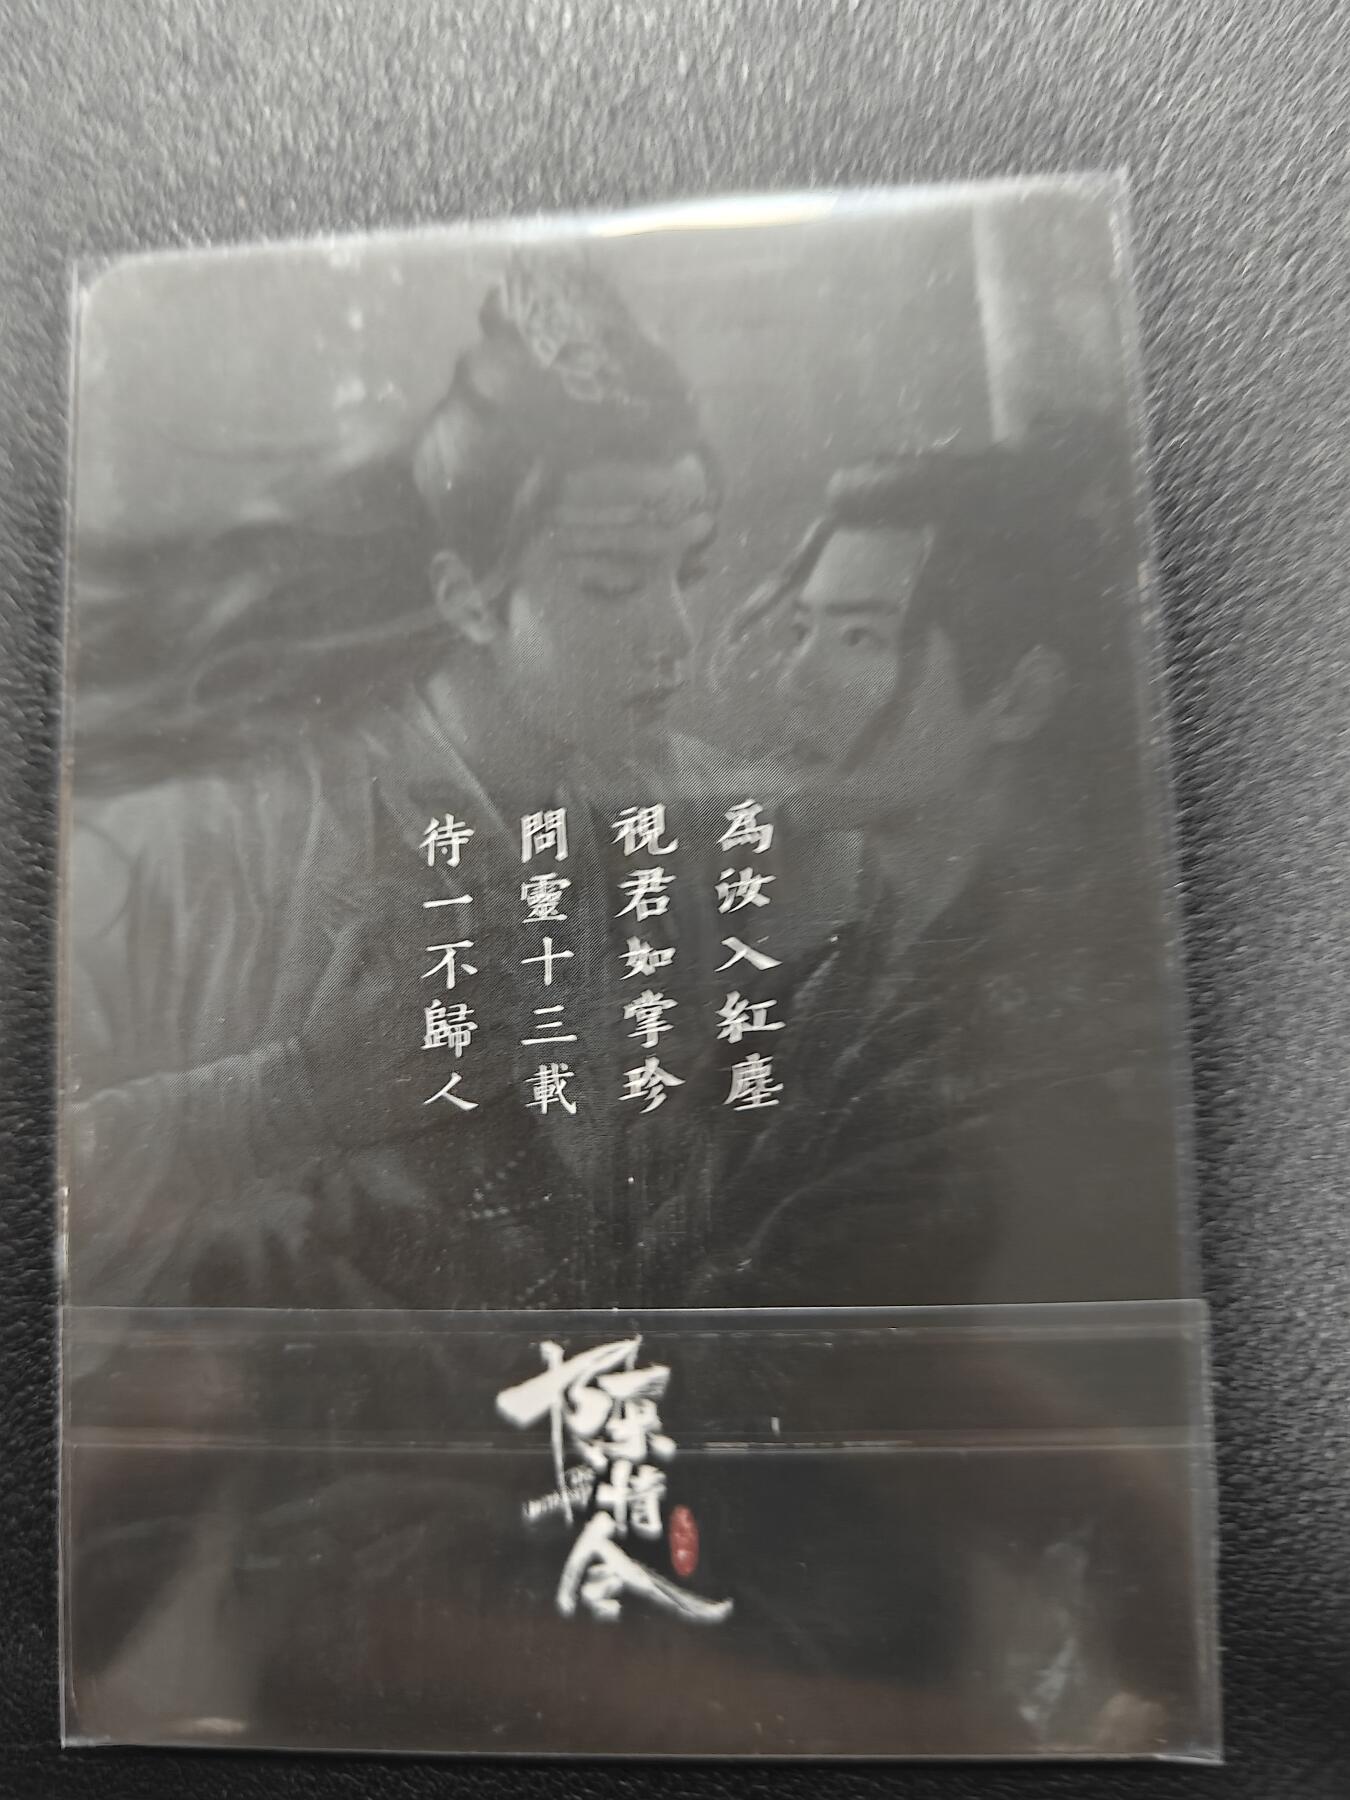 為汝入紅塵
視君如掌珍
問靈十三載
待一不歸人
陳情令